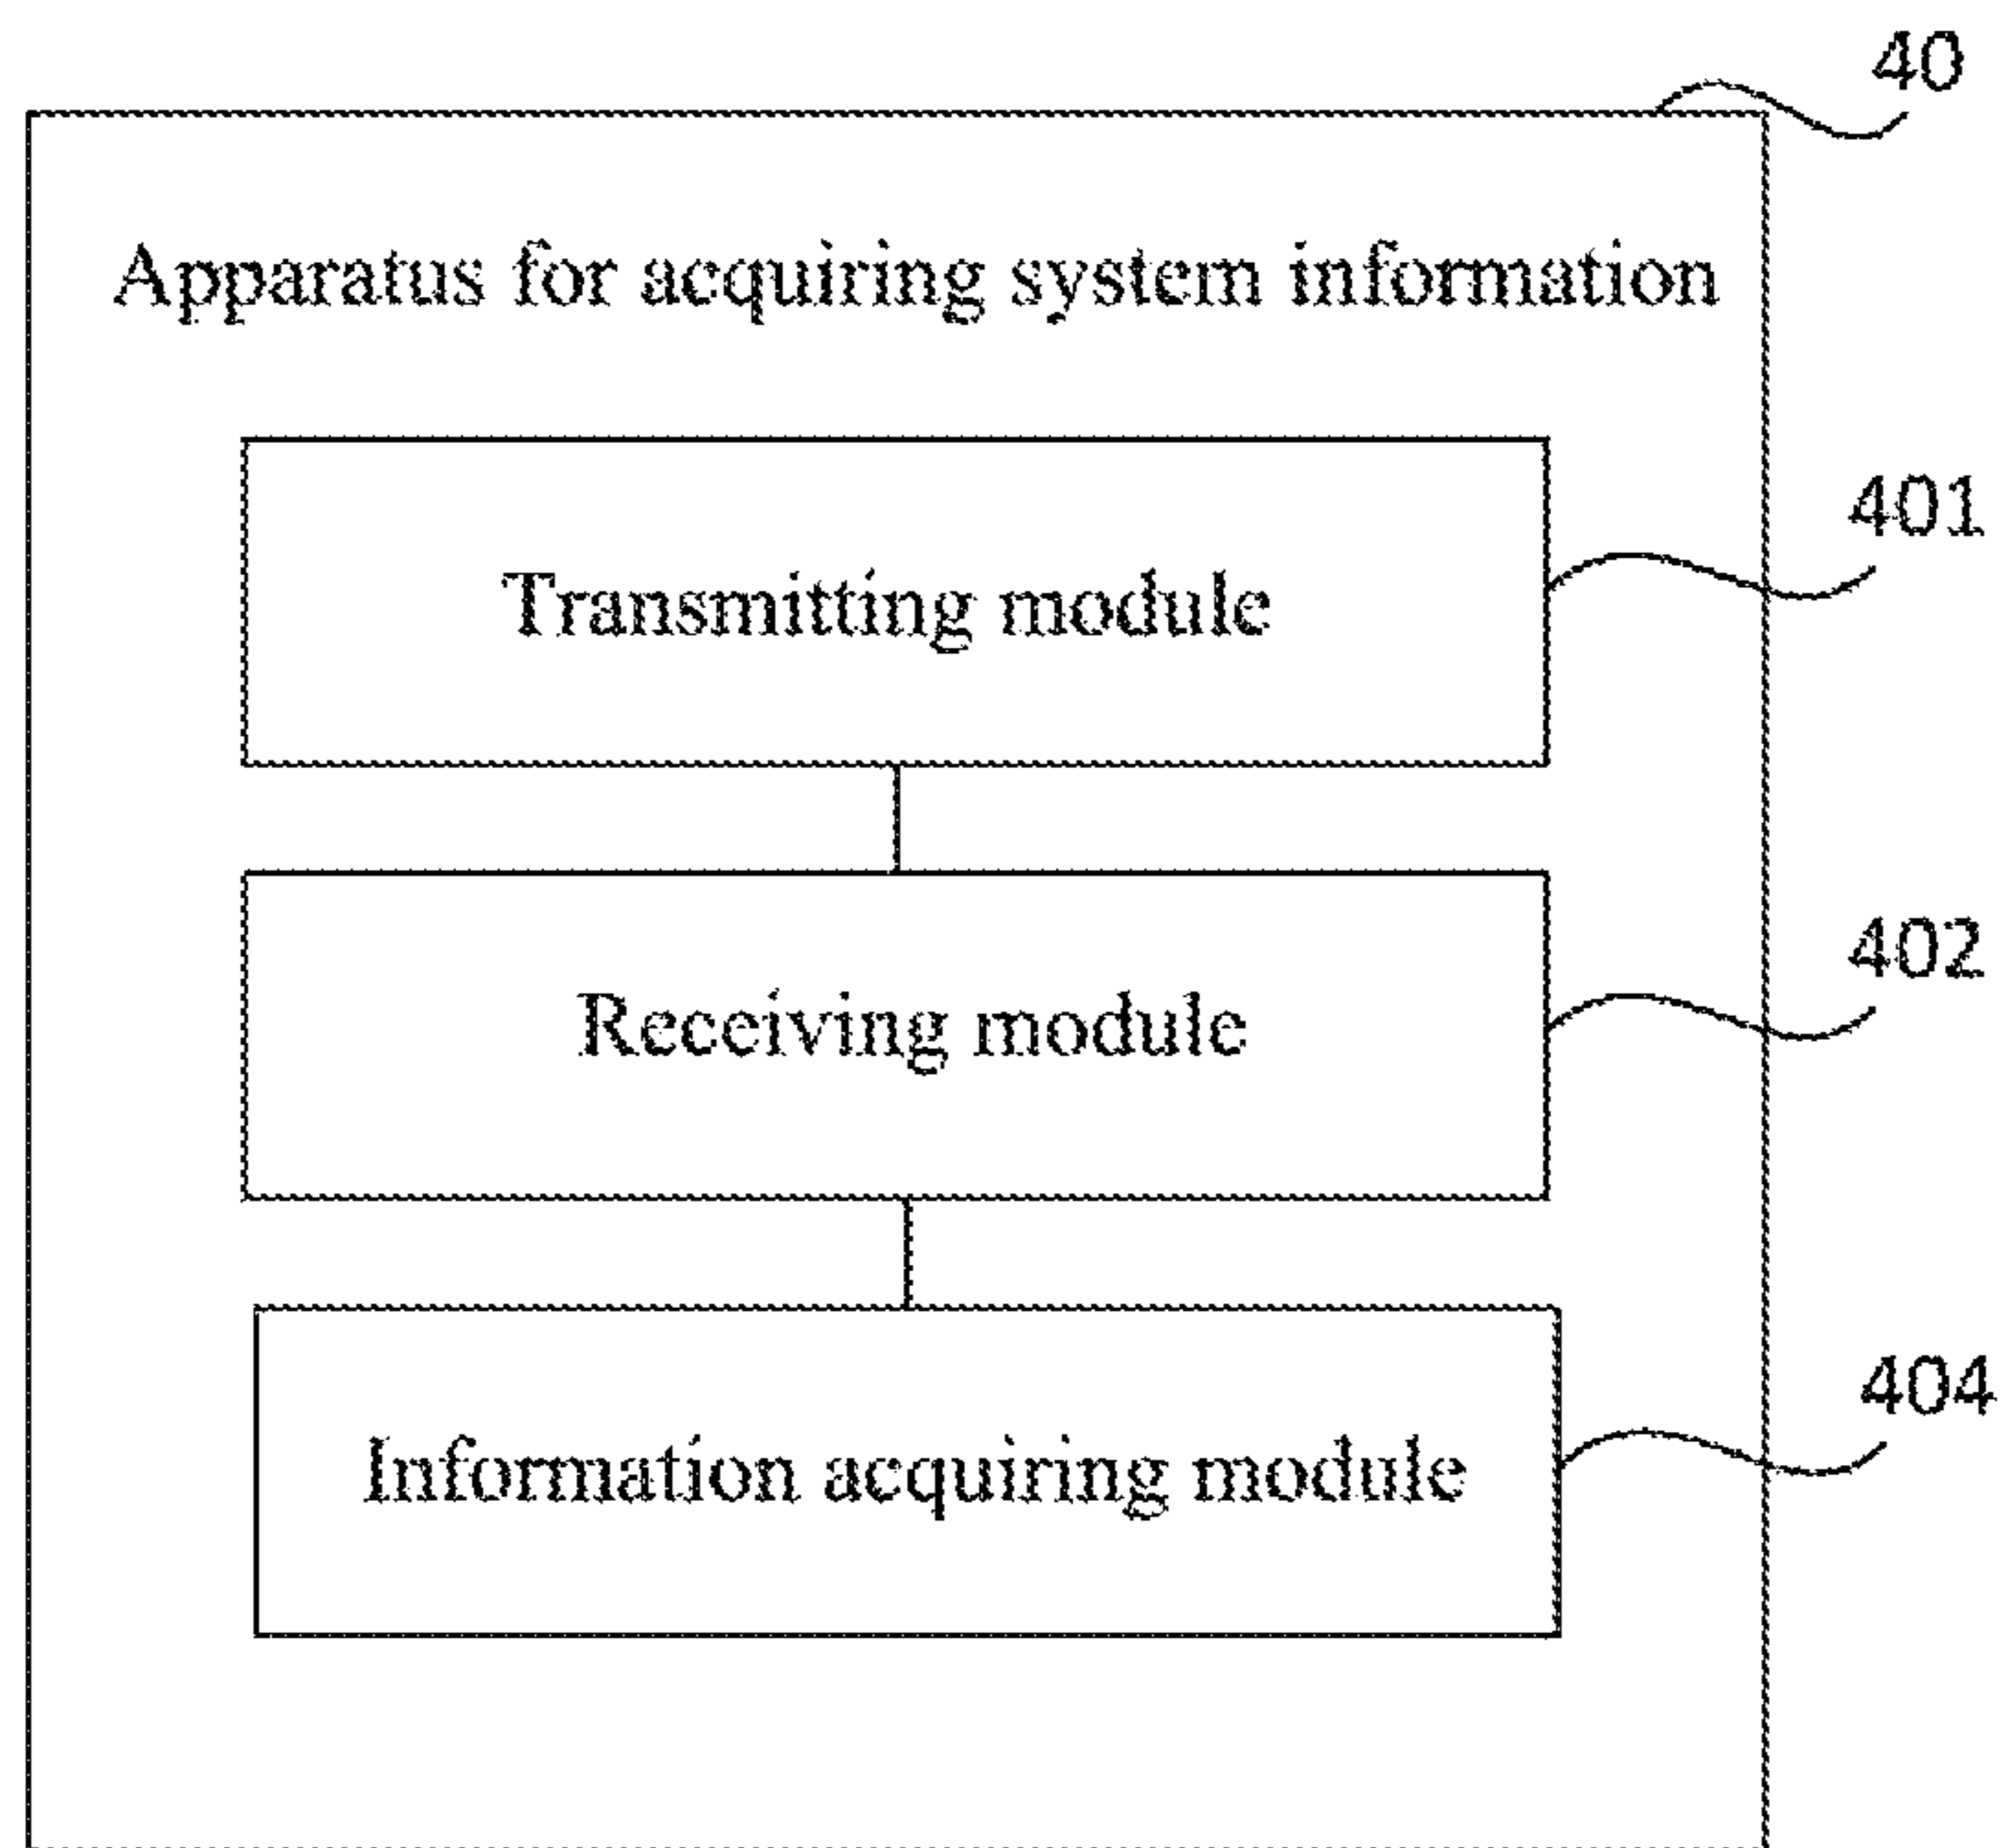 40
Apparatus for acquiring system information
401
Transmitting module
402
Receiving module
404
Information acquiring module